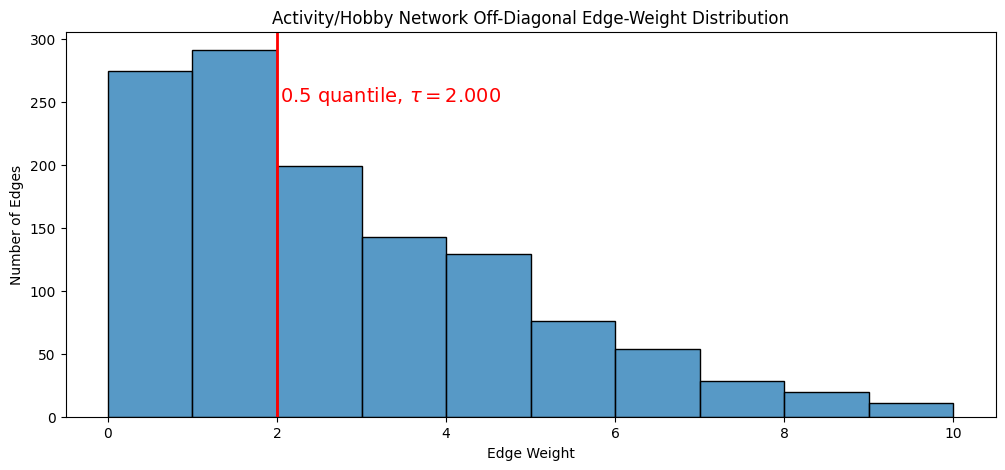 Activity/Hobby Network Off-Diagonal Edge-Weight Distribution
300
250
200
150
100
50
0
Number of Edges
0.5 quantile, τ = 2.000
0 2 4 6 8 10
Edge Weight